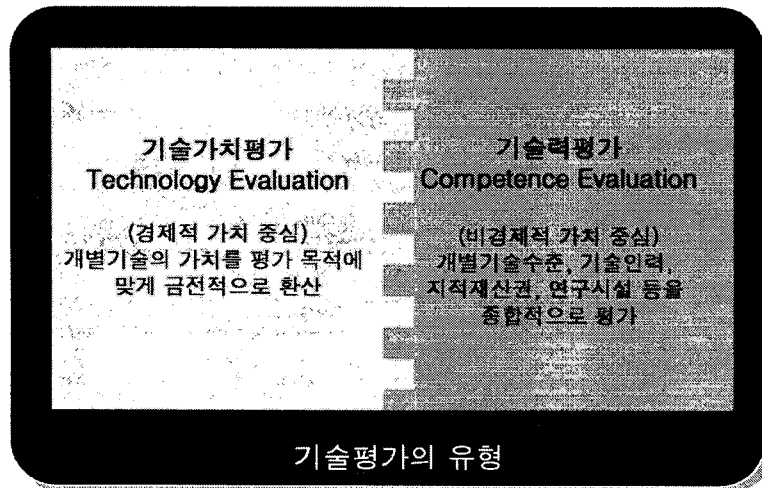 기술가치평가
Technology Evaluation
(경제적 가치 중심)
개별기술의 가치를 평가 목적에
맞게 금전적으로 환산
기술력평가
Competence Evaluation
(비경제적 가치 중심)
개별기술수준, 기술인력,
지적재산권, 연구시설 등을
종합적으로 평가
기술평가의 유형